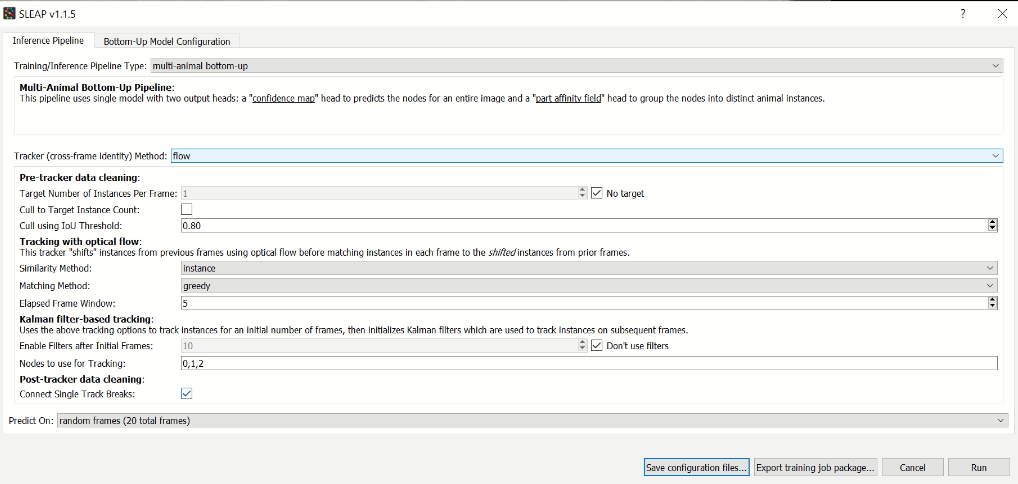 SLEAP v1.1.5
?
Inference Pipeline
Bottom-Up Model Configuration
Training/Inference Pipeline Type: multi-animal bottom-up
Multi-Animal Bottom-Up Pipeline:
This pipeline uses single model with two output heads: a "confidence map" head to predicts the nodes for an entire image and a "part affinity field" head to group the nodes into distinct animal instances.
Tracker (cross-frame identity) Method: flow
Pre-tracker data cleaning:
Target Number of Instances Per Frame: 1 No target
Cull to Target Instance Count:
Cull using IoU Threshold: 0.80
Tracking with optical flow:
This tracker "shifts" instances from previous frames using optical flow before matching instances in each frame to the shifted instances from prior frames.
Similarity Method: instance
Matching Method: greedy
Elapsed Frame Window: 5
Kalman filter-based tracking:
Uses the above tracking options to track instances for an initial number of frames, then initializes Kalman filters which are used to track instances on subsequent frames.
Enable Filters after Initial Frames: 10 Don't use filters
Nodes to use for Tracking: 0,1,2
Post-tracker data cleaning:
Connect Single Track Breaks:
Predict On: random frames (20 total frames)
Save configuration files... Export training job package... Cancel Run